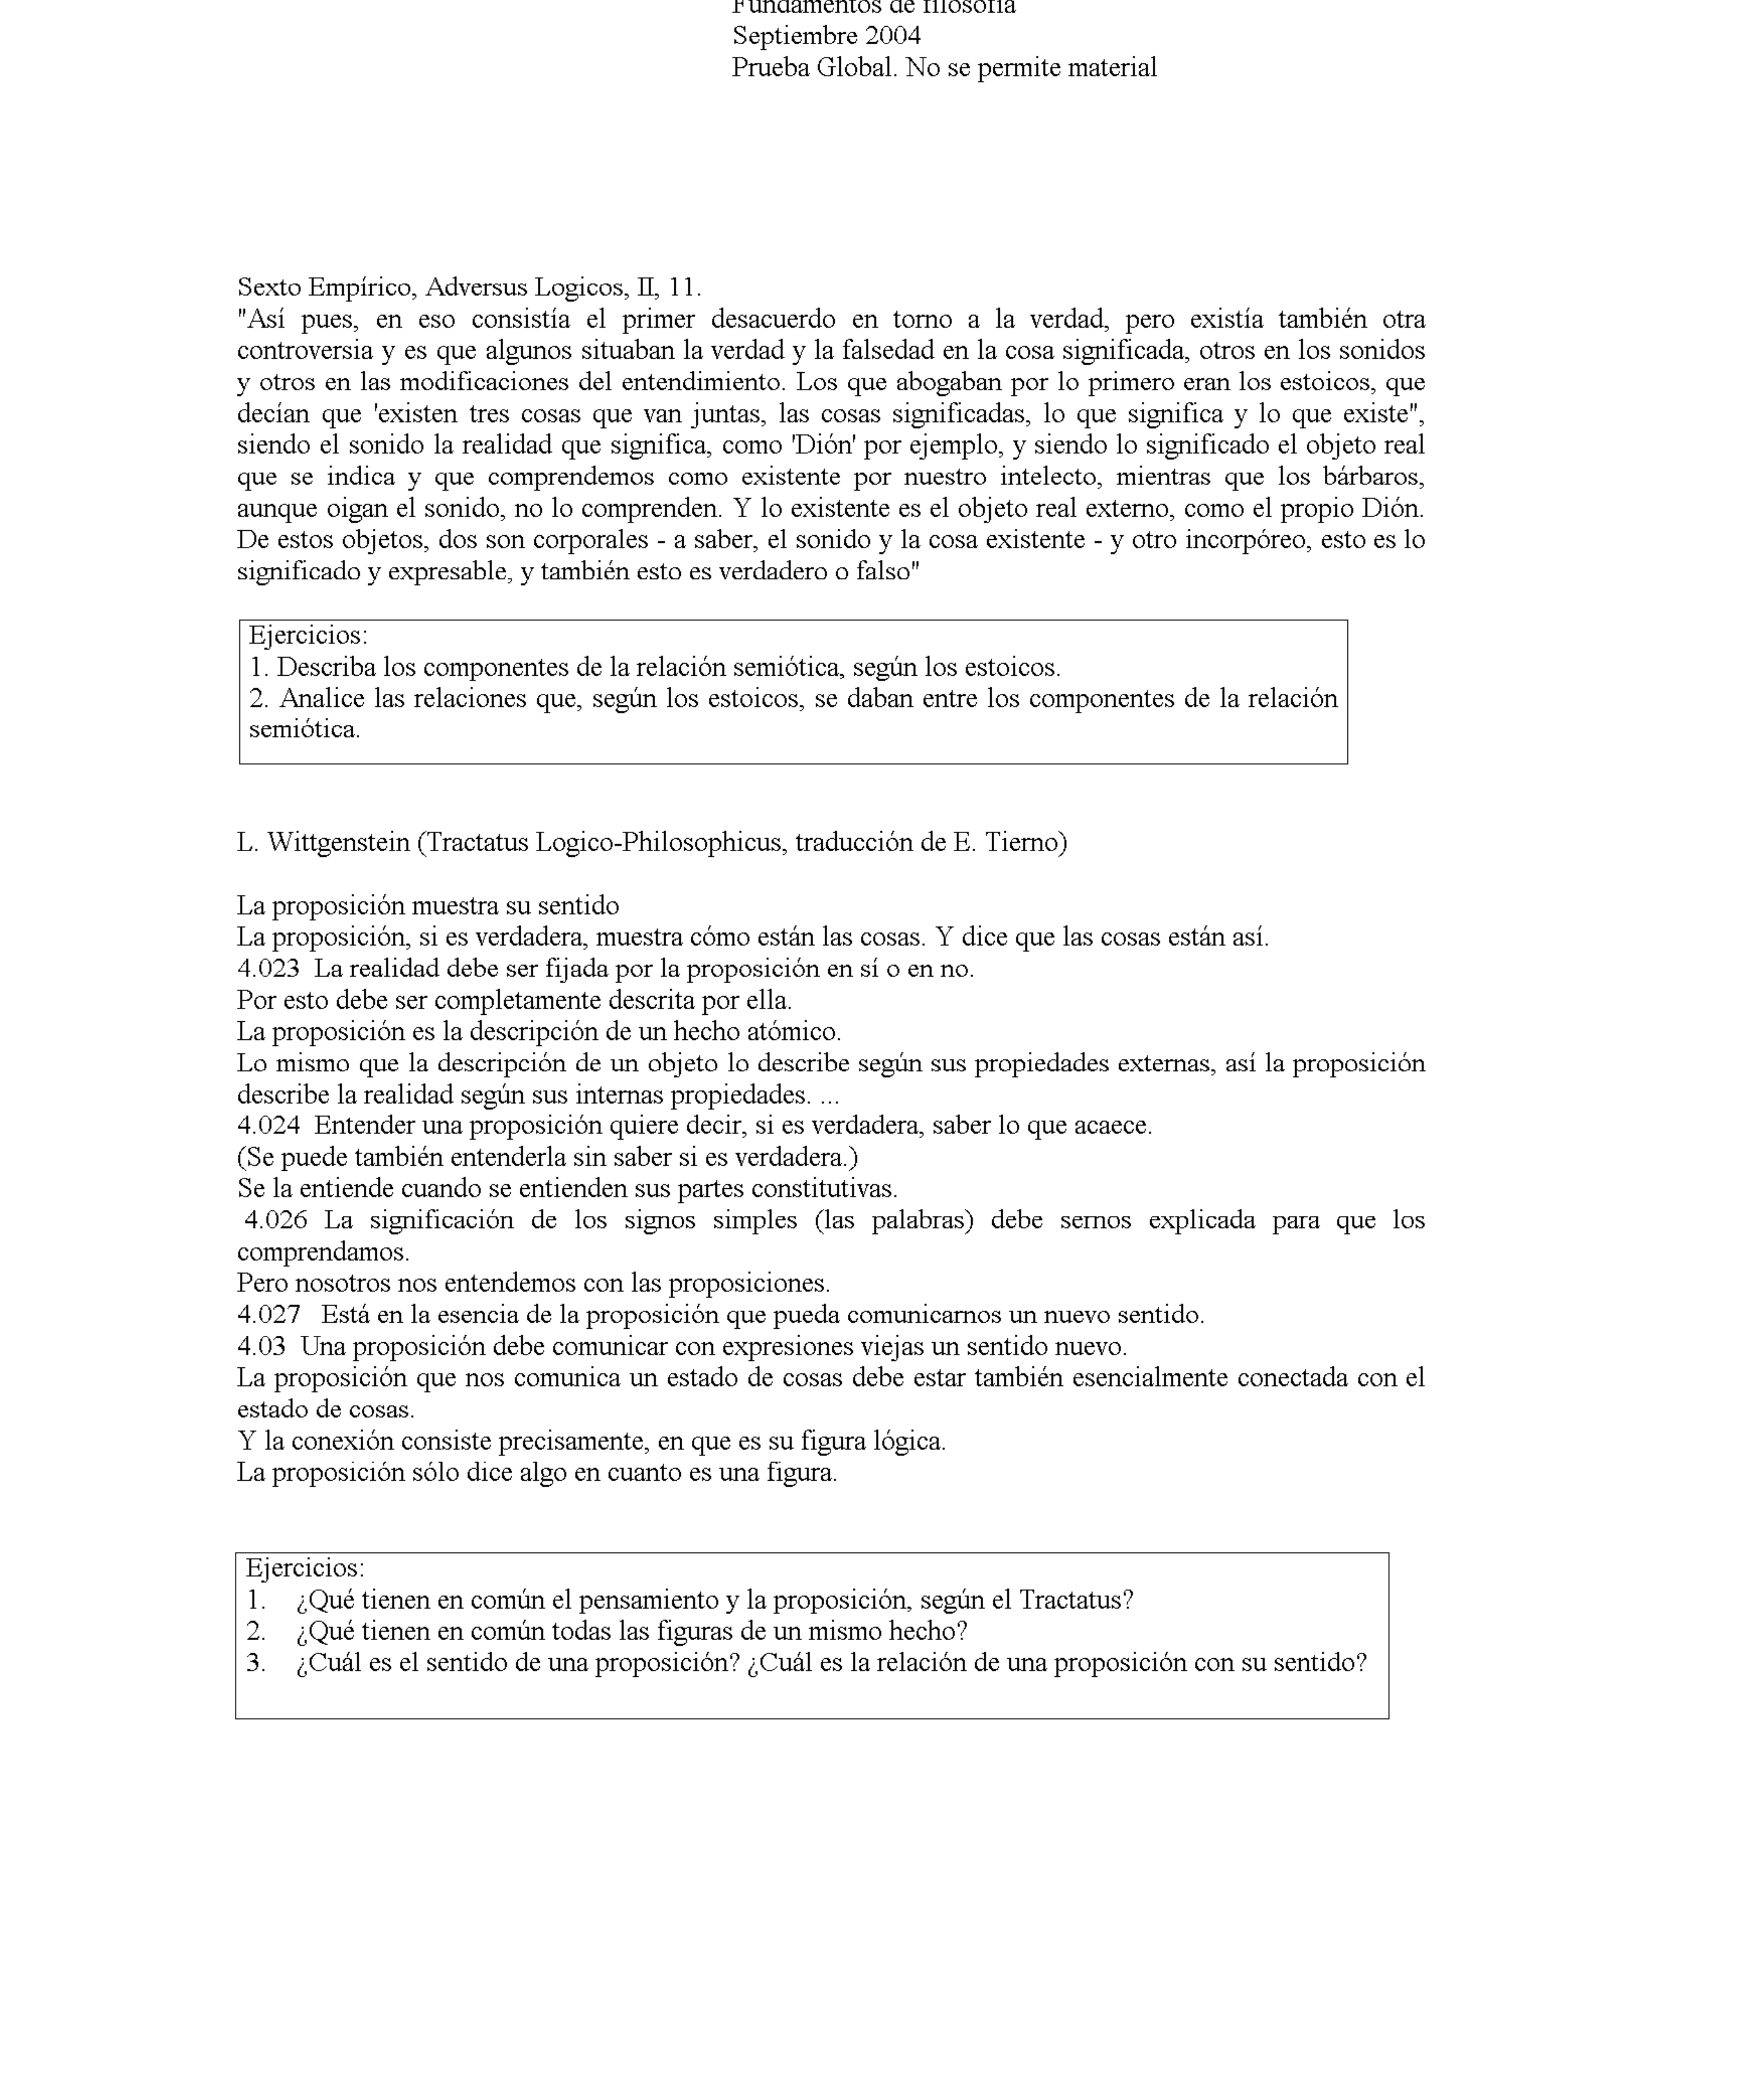 Fundamentos de filosofía
Septiembre 2004
Prueba Global. No se permite material
Sexto Empírico, Adversus Logicos, II, 11.
"Así pues, en eso consistía el primer desacuerdo en torno a la verdad, pero existía también otra
controversia y es que algunos situaban la verdad y la falsedad en la cosa significada, otros en los sonidos
y otros en las modificaciones del entendimiento. Los que abogaban por lo primero eran los estoicos, que
decían que 'existen tres cosas que van juntas, las cosas significadas, lo que significa y lo que existe",
siendo el sonido la realidad que significa, como 'Dión' por ejemplo, y siendo lo significado el objeto real
que se indica y que comprendemos como existente por nuestro intelecto, mientras que los bárbaros,
aunque oigan el sonido, no lo comprenden. Y lo existente es el objeto real externo, como el propio Dión.
De estos objetos, dos son corporales - a saber, el sonido y la cosa existente - y otro incorpóreo, esto es lo
significado y expresable, y también esto es verdadero o falso"
Ejercicios:
1. Describa los componentes de la relación semiótica, según los estoicos.
2. Analice las relaciones que, según los estoicos, se daban entre los componentes de la relación
semiótica.
L. Wittgenstein (Tractatus Logico-Philosophicus, traducción de E. Tierno)
La proposición muestra su sentido
La proposición, si es verdadera, muestra cómo están las cosas. Y dice que las cosas están así.
4.023 La realidad debe ser fijada por la proposición en sí o en no.
Por esto debe ser completamente descrita por ella.
La proposición es la descripción de un hecho atómico.
Lo mismo que la descripción de un objeto lo describe según sus propiedades externas, así la proposición
describe la realidad según sus internas propiedades. ...
4.024 Entender una proposición quiere decir, si es verdadera, saber lo que acaece.
(Se puede también entenderla sin saber si es verdadera.)
Se la entiende cuando se entienden sus partes constitutivas.
4.026 La significación de los signos simples (las palabras) debe sernos explicada para que los
comprendamos.
Pero nosotros nos entendemos con las proposiciones.
4.027 Está en la esencia de la proposición que pueda comunicarnos un nuevo sentido.
4.03 Una proposición debe comunicar con expresiones viejas un sentido nuevo.
La proposición que nos comunica un estado de cosas debe estar también esencialmente conectada con el
estado de cosas.
Y la conexión consiste precisamente, en que es su figura lógica.
La proposición sólo dice algo en cuanto es una figura.
Ejercicios:
1. ¿Qué tienen en común el pensamiento y la proposición, según el Tractatus?
2. ¿Qué tienen en común todas las figuras de un mismo hecho?
3. ¿Cuál es el sentido de una proposición? ¿Cuál es la relación de una proposición con su sentido?